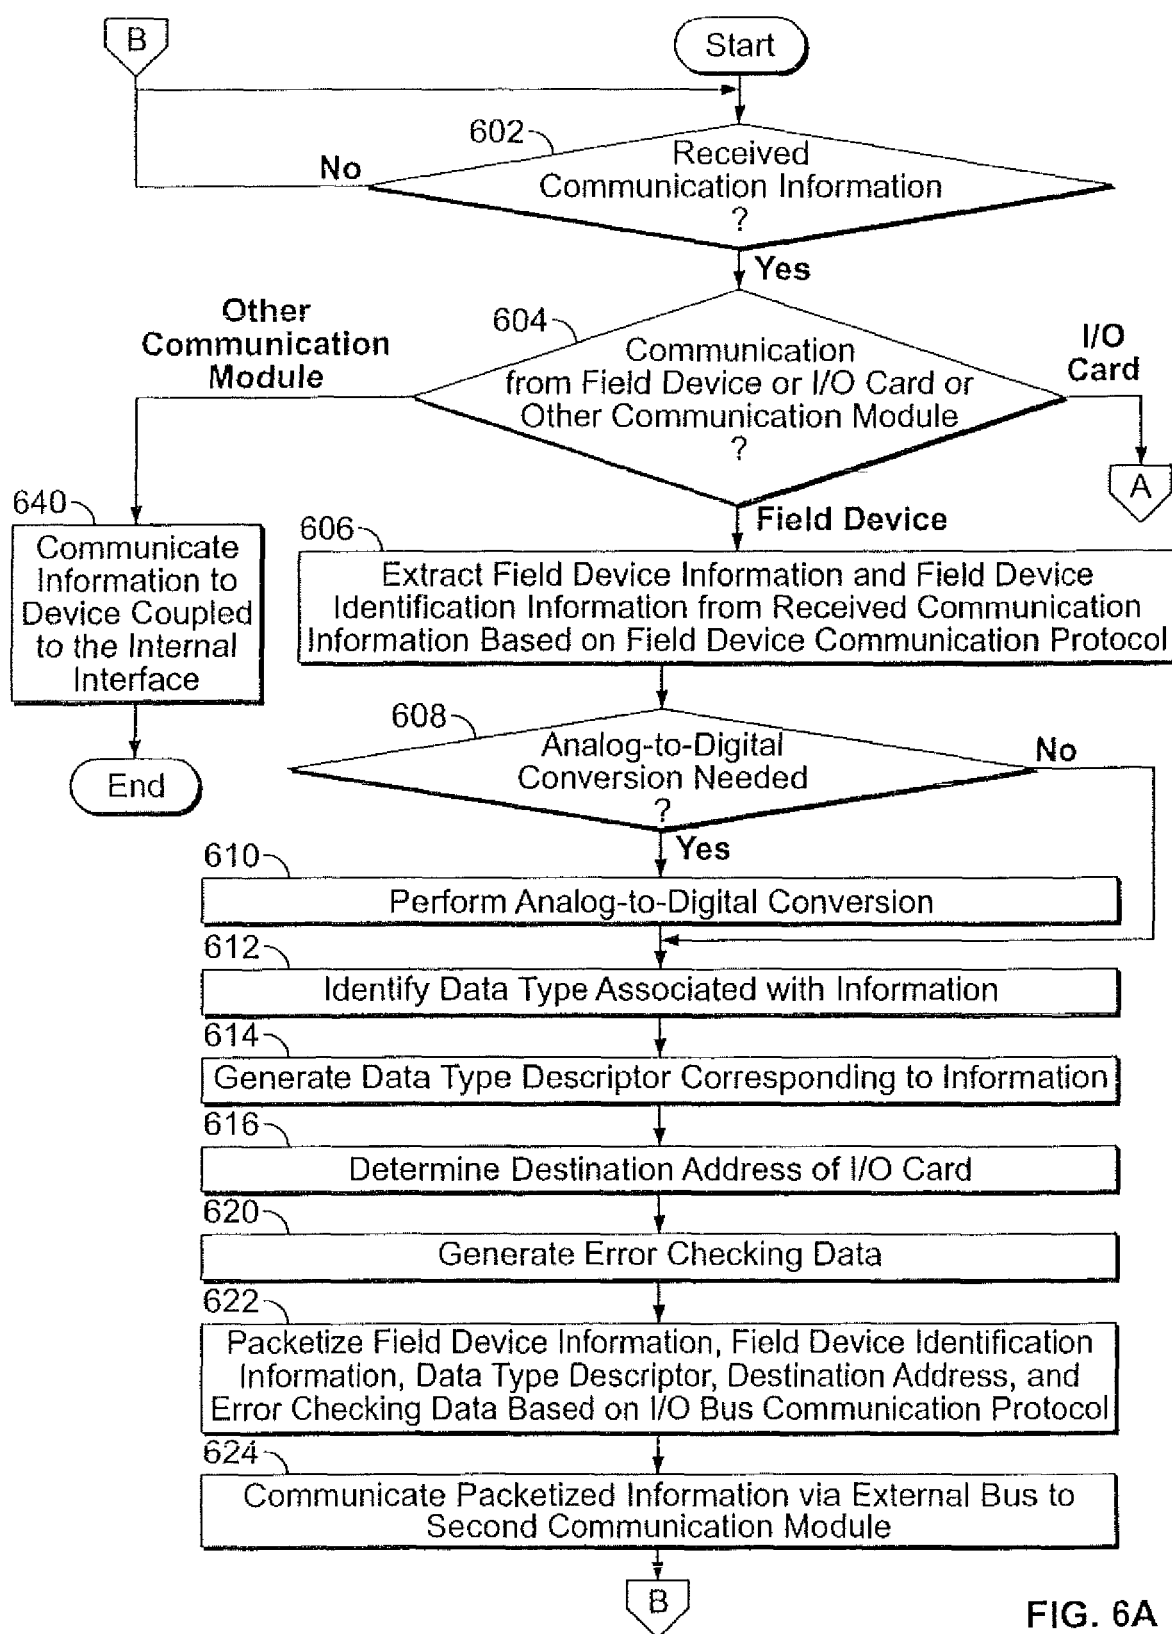 B
Start
602
Received
Communication Information
?
No
Yes
Other
Communication
Module
604
Communication
from Field Device or I/O Card or
Other Communication Module
?
I/O
Card
A
Field Device
640
Communicate
Information to
Device Coupled
to the Internal
Interface
End
606
Extract Field Device Information and Field Device
Identification Information from Received Communication
Information Based on Field Device Communication Protocol
608
Analog-to-Digital
Conversion Needed
?
No
Yes
610
Perform Analog-to-Digital Conversion
612
Identify Data Type Associated with Information
614
Generate Data Type Descriptor Corresponding to Information
616
Determine Destination Address of I/O Card
620
Generate Error Checking Data
622
Packetize Field Device Information, Field Device Identification
Information, Data Type Descriptor, Destination Address, and
Error Checking Data Based on I/O Bus Communication Protocol
624
Communicate Packetized Information via External Bus to
Second Communication Module
B
FIG. 6A